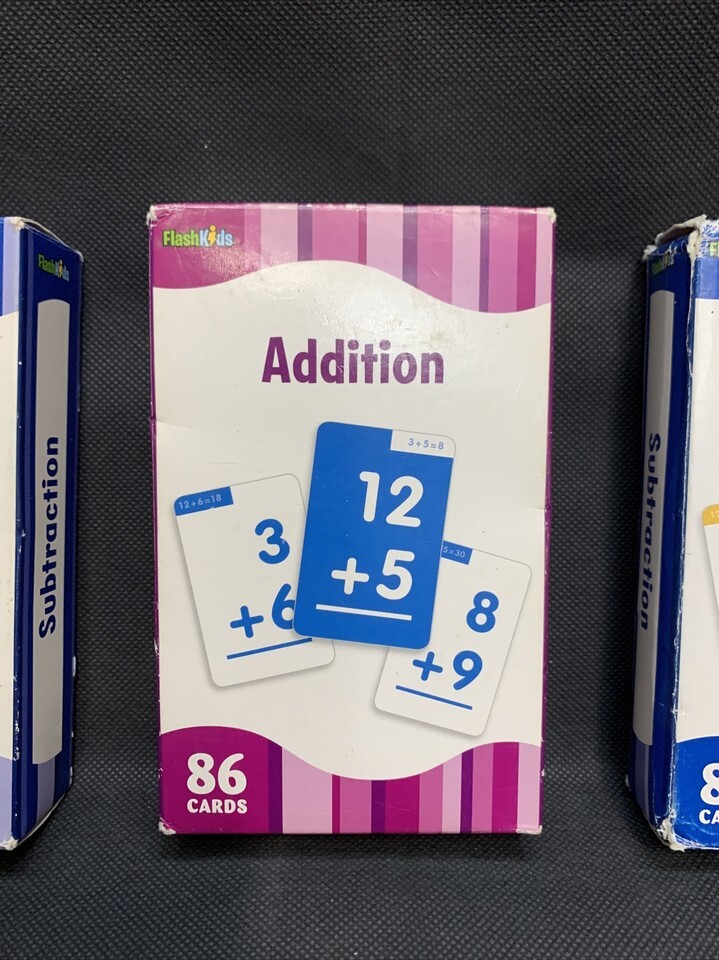 FlashKids
Subtraction
FlashKids
Addition
12+6=18
3
+6
3+5=8
12
+5
5=30
8
+9
86
CARDS
Subtraction